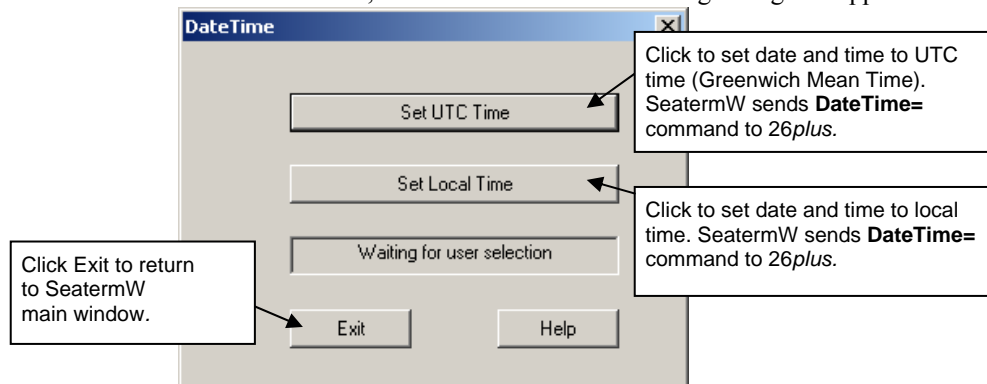 DateTime
Click to set date and time to UTC
time (Greenwich Mean Time).
SeatermW sends DateTime=
command to 26plus.
Set UTC Time
Set Local Time
Click to set date and time to local
time. SeatermW sends DateTime=
command to 26plus.
Waiting for user selection
Click Exit to return
to SeatermW
main window.
Exit
Help